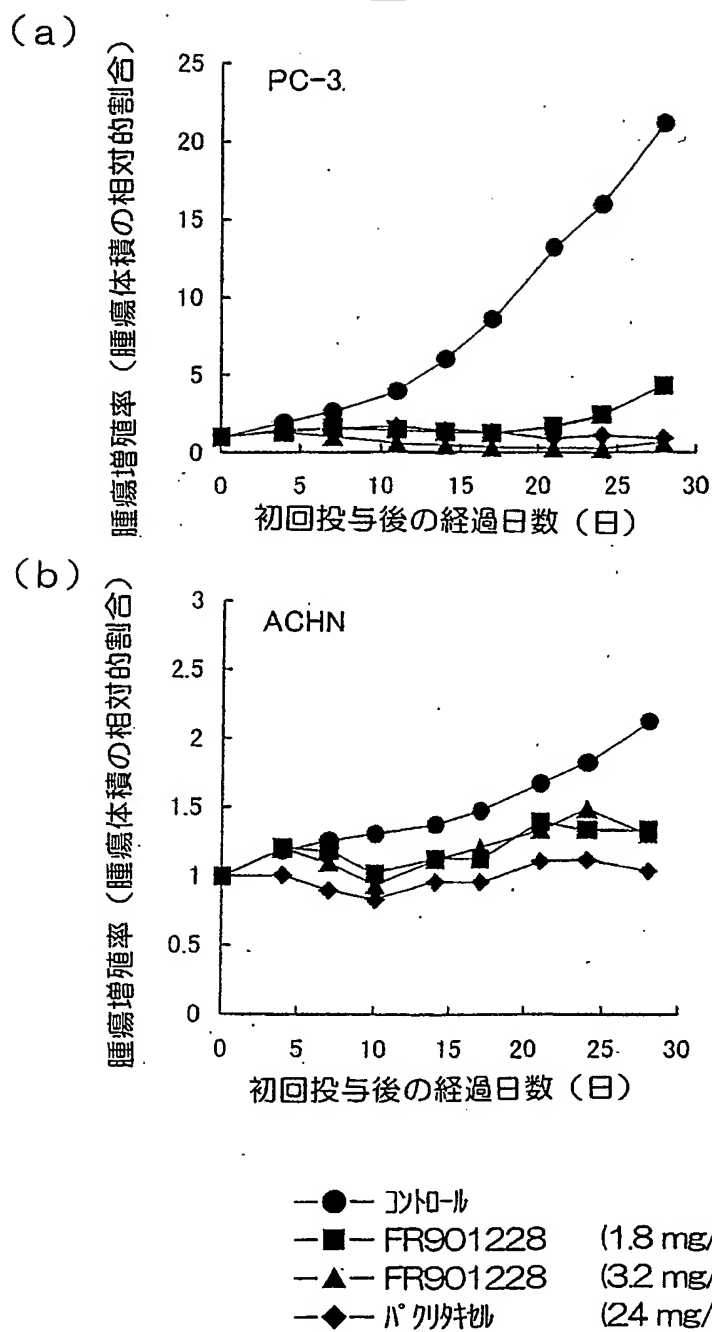 (a)
PC-3
腫瘍増殖率（腫瘍体積の相対的割合）
25
20
15
10
5
0
0 5 10 15 20 25 30
初回投与後の経過日数（日）
(b)
ACHN
腫瘍増殖率（腫瘍体積の相対的割合）
3
2.5
2
1.5
1
0.5
0
0 5 10 15 20 25 30
初回投与後の経過日数（日）
コントロール
FR901228 (1.8 mg/
FR901228 (3.2 mg/
パクリタキセル (24 mg/